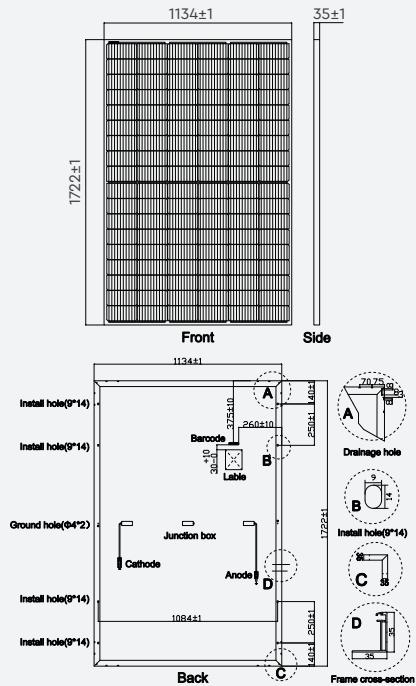 1134±1
35±1
1722±1
Front
Side
1134±1
Install hole(9*14)
375±10
A
140±1
250±1
70.75
A
Drainage hole
Install hole(9*14)
Barcode
260±10
B
+10
30-0
Lable
9
14
B
Install hole(9*14)
Ground hole(Φ4*2)
Junction box
1722±1
Cathode
Anode
D
C
Install hole(9*14)
1084±1
250±1
D
35
35
Install hole(9*14)
140±1
C
Back
Frame cross-section